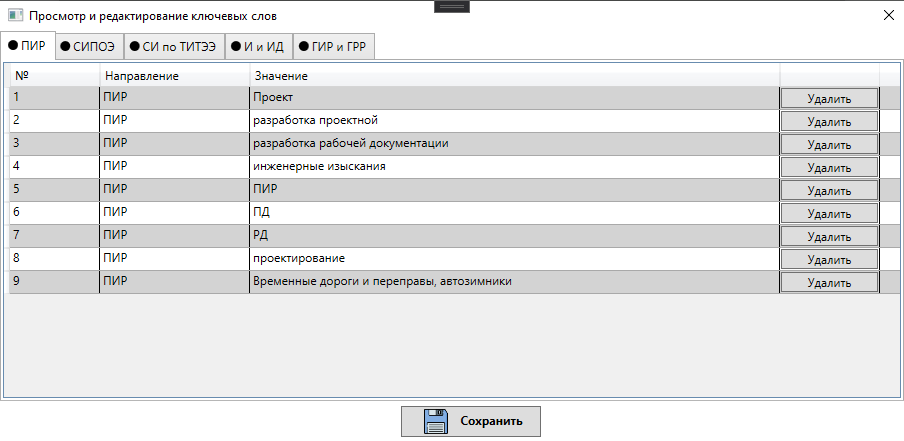 Просмотр и редактирование ключевых слов
ПИР СИПОЭ СИ по ТИТЭЭ И и ИД ГИР и ГРР
№ Направление Значение
1 ПИР Проект Удалить
2 ПИР разработка проектной Удалить
3 ПИР разработка рабочей документации Удалить
4 ПИР инженерные изыскания Удалить
5 ПИР ПИР Удалить
6 ПИР ПД Удалить
7 ПИР РД Удалить
8 ПИР проектирование Удалить
9 ПИР Временные дороги и переправы, автозимники Удалить
Сохранить